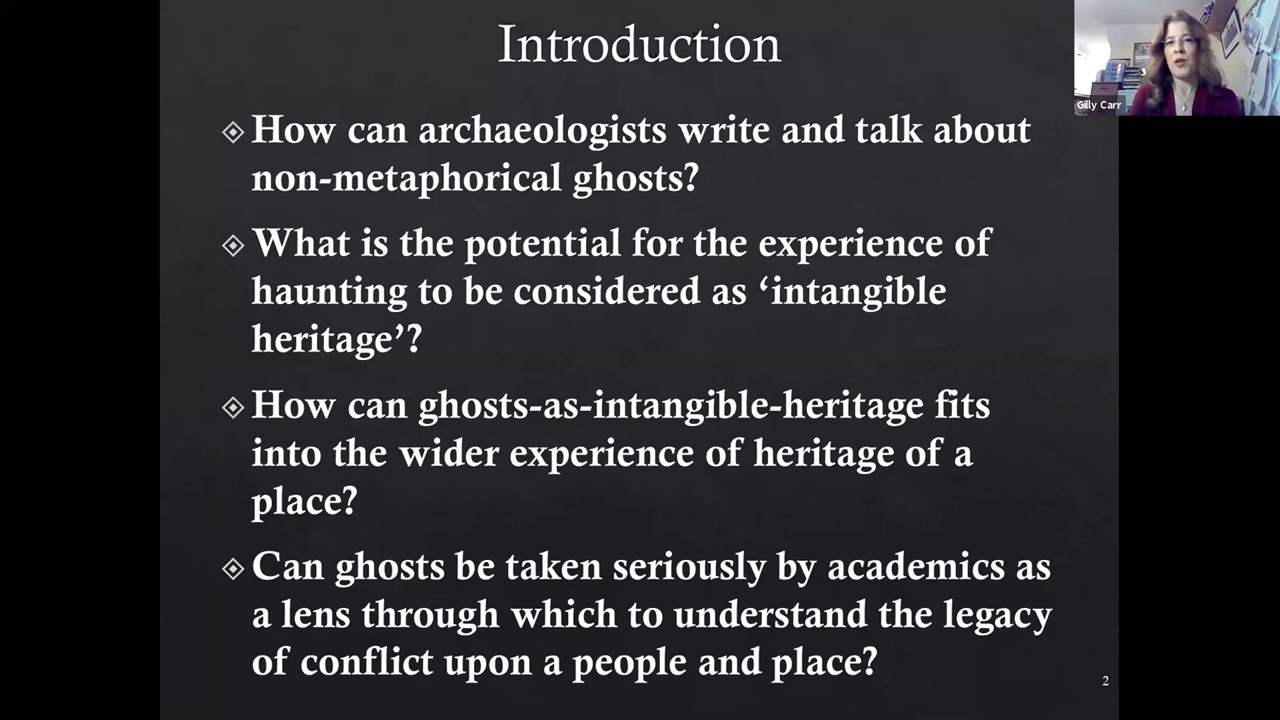 Introduction
How can archaeologists write and talk about
non-metaphorical ghosts?
What is the potential for the experience of
haunting to be considered as ‘intangible
heritage’?
How can ghosts-as-intangible-heritage fits
into the wider experience of heritage of a
place?
Can ghosts be taken seriously by academics as
a lens through which to understand the legacy
of conflict upon a people and place?
2
Gilly Carr